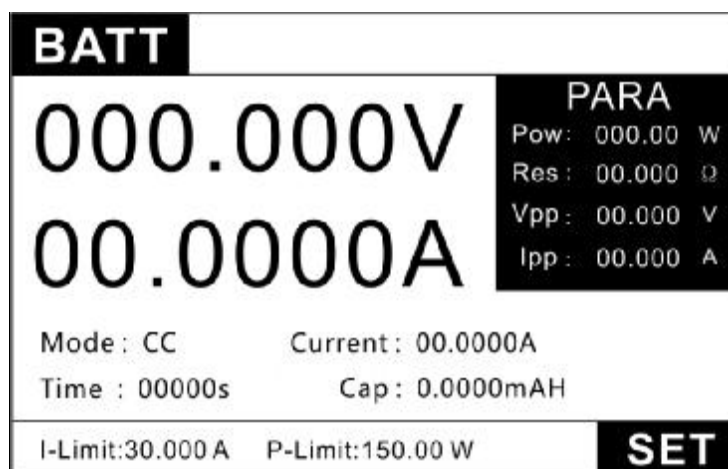 BATT
000.000V
00.0000A
PARA
Pow: 000.00 W
Res: 00.000 Ω
Vpp: 00.000 V
Ipp: 00.000 A
Mode: CC Current: 00.0000A
Time : 00000s Cap: 0.0000mAH
I-Limit:30.000 A P-Limit:150.00 W SET